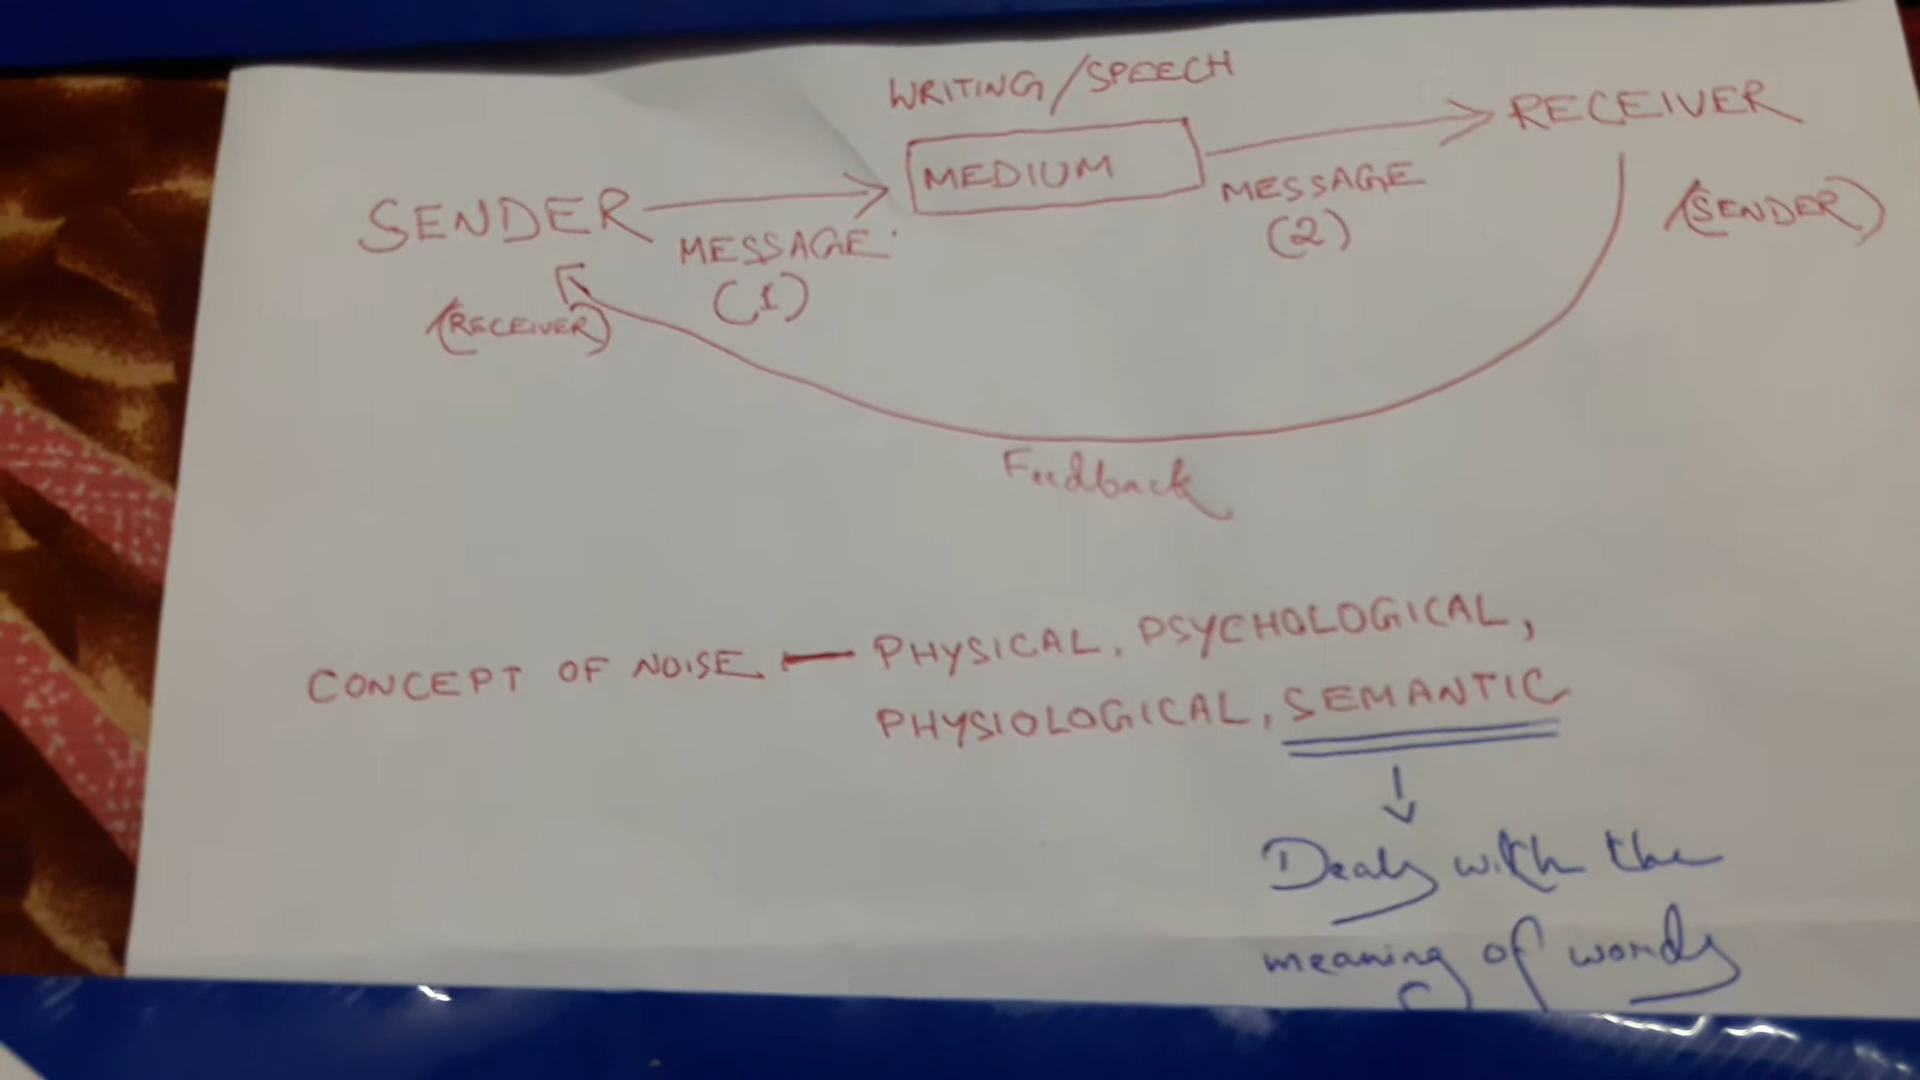 WRITING/SPEECH
SENDER
MESSAGE
(1)
MEDIUM
MESSAGE
(2)
RECEIVER
(SENDER)
(RECEIVER)
Feedback
CONCEPT OF NOISE — PHYSICAL, PSYCHOLOGICAL,
PHYSIOLOGICAL, SEMANTIC
Deals with the
meaning of words